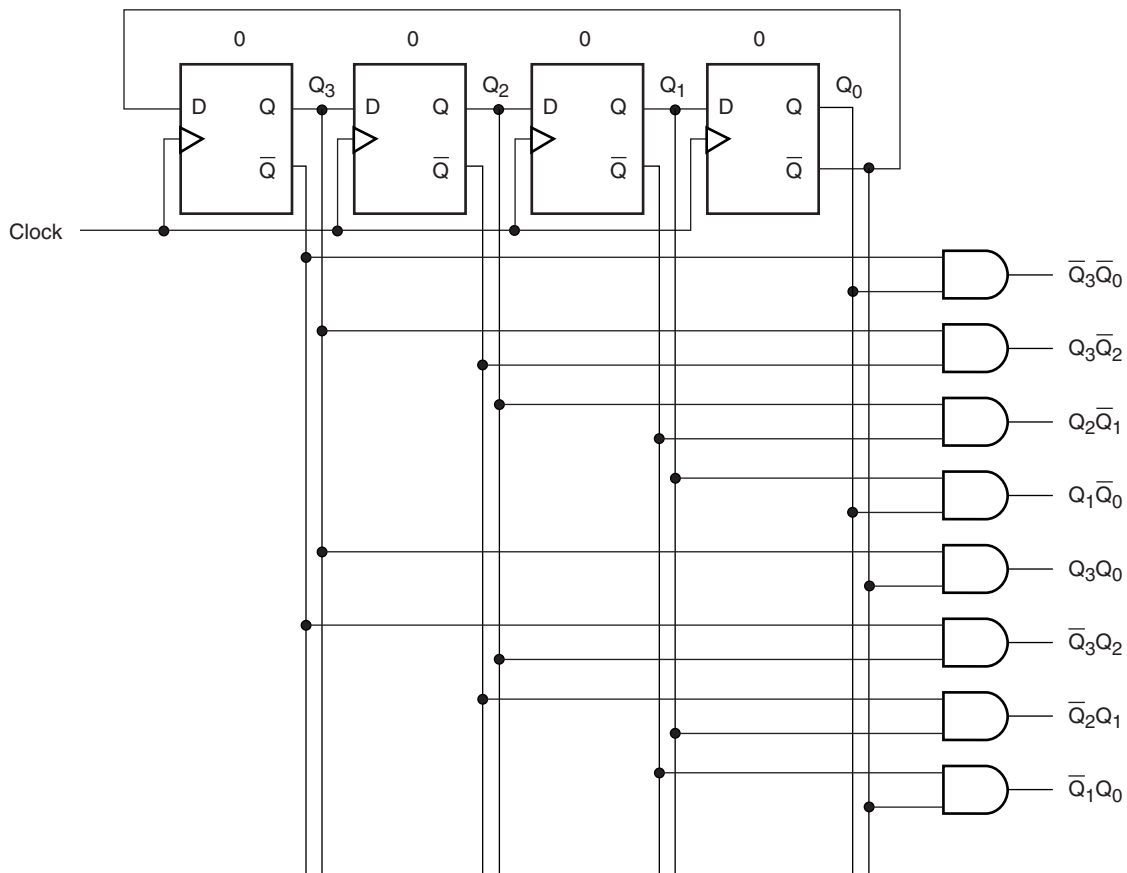 0 0 0 0
Q₃ Q₂ Q₁ Q₀
D Q D Q D Q D Q
Q̅ Q̅ Q̅ Q̅
Clock
Q̅₃Q̅₀
Q₃Q̅₂
Q₂Q̅₁
Q₁Q̅₀
Q₃Q₀
Q̅₃Q₂
Q̅₂Q₁
Q̅₁Q₀